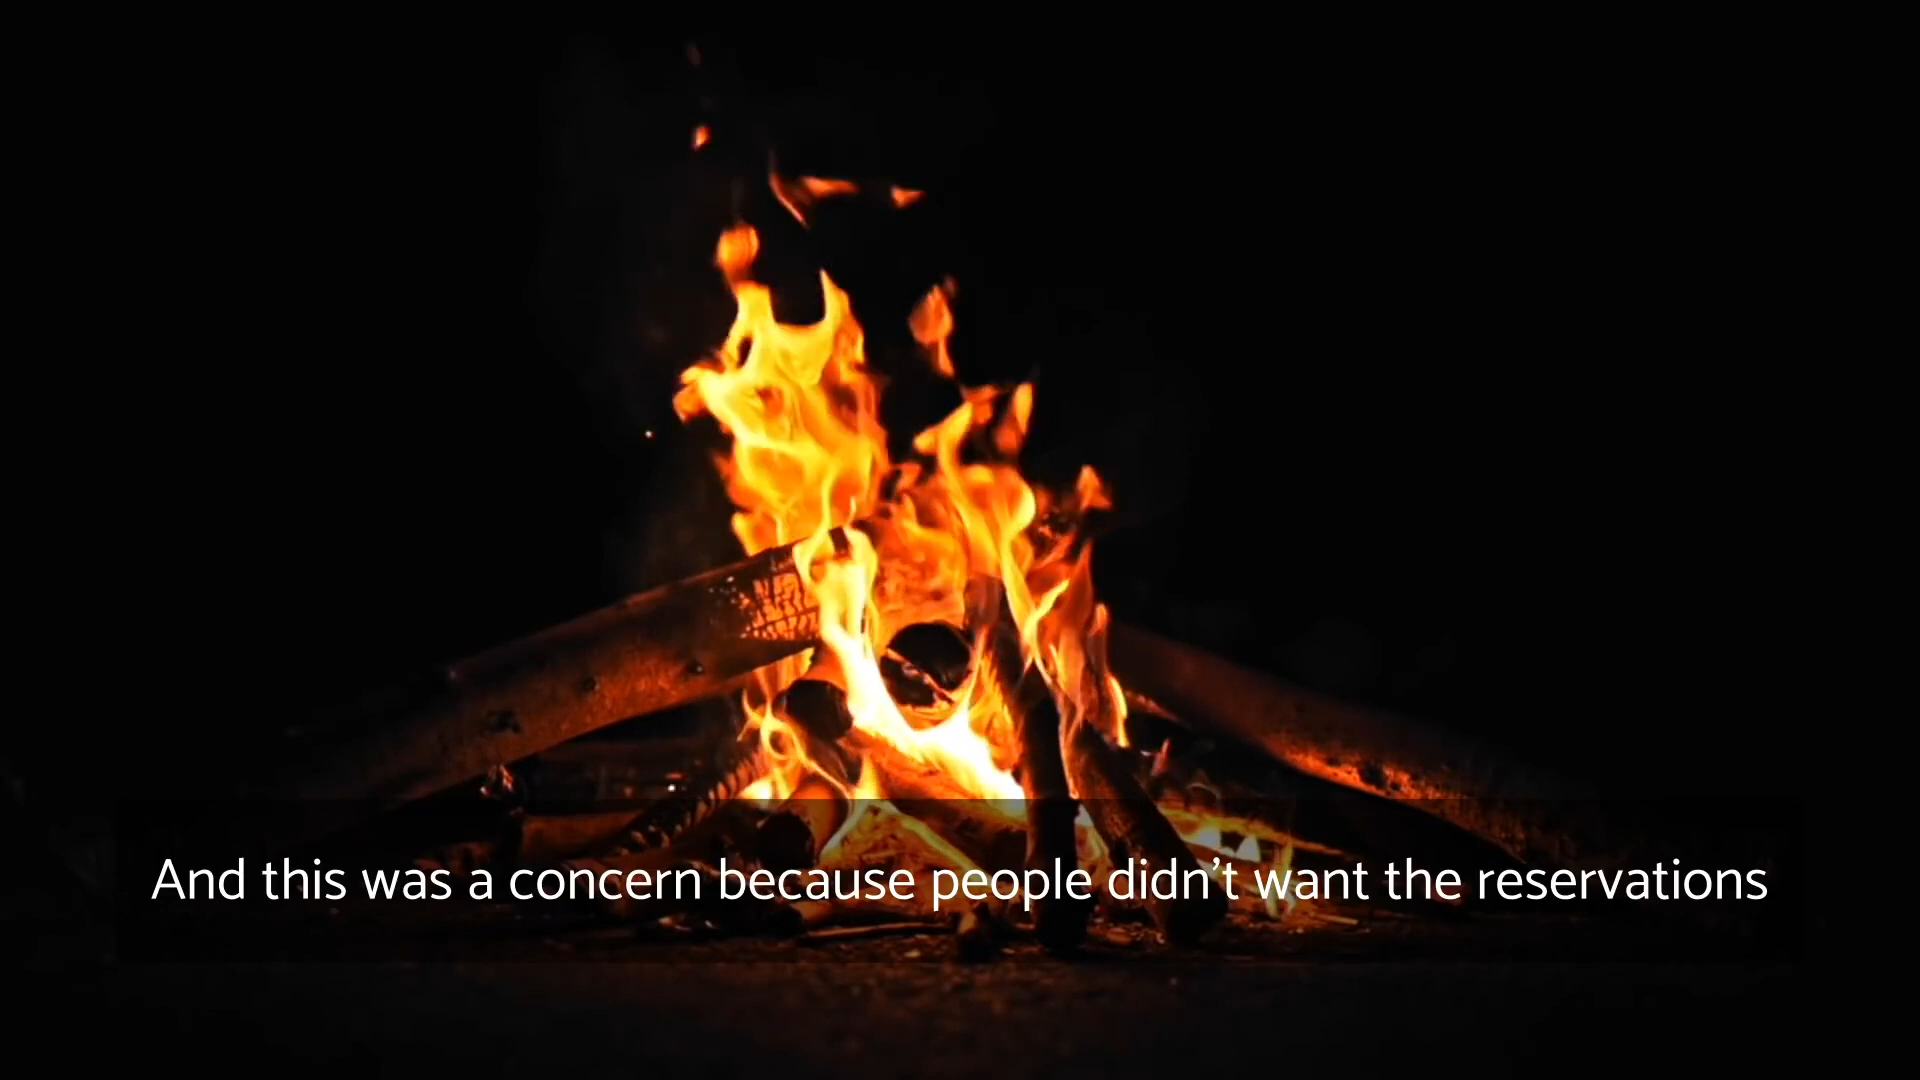 And this was a concern because people didn’t want the reservations